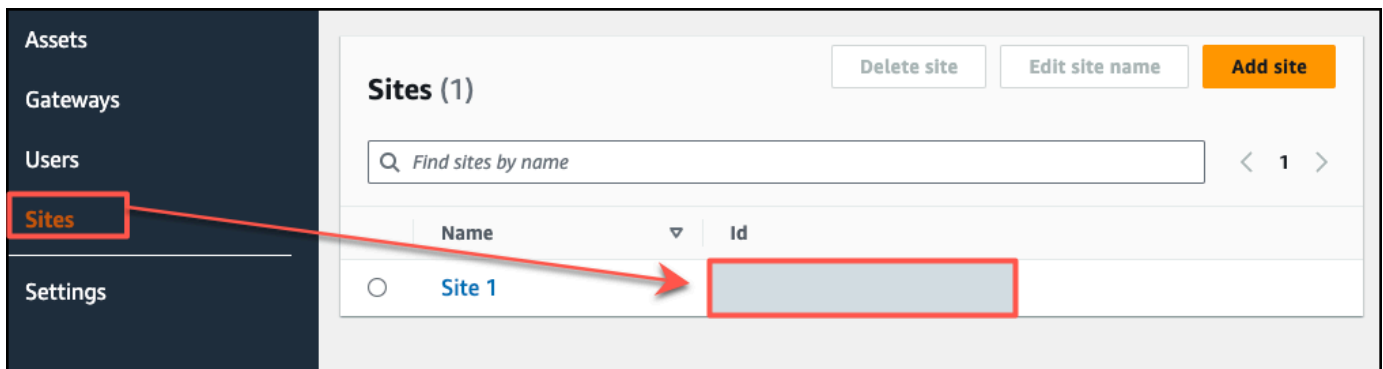 Assets
Gateways
Users
Sites
Settings
Sites (1)
Delete site
Edit site name
Add site
Find sites by name
1
Name
Id
Site 1